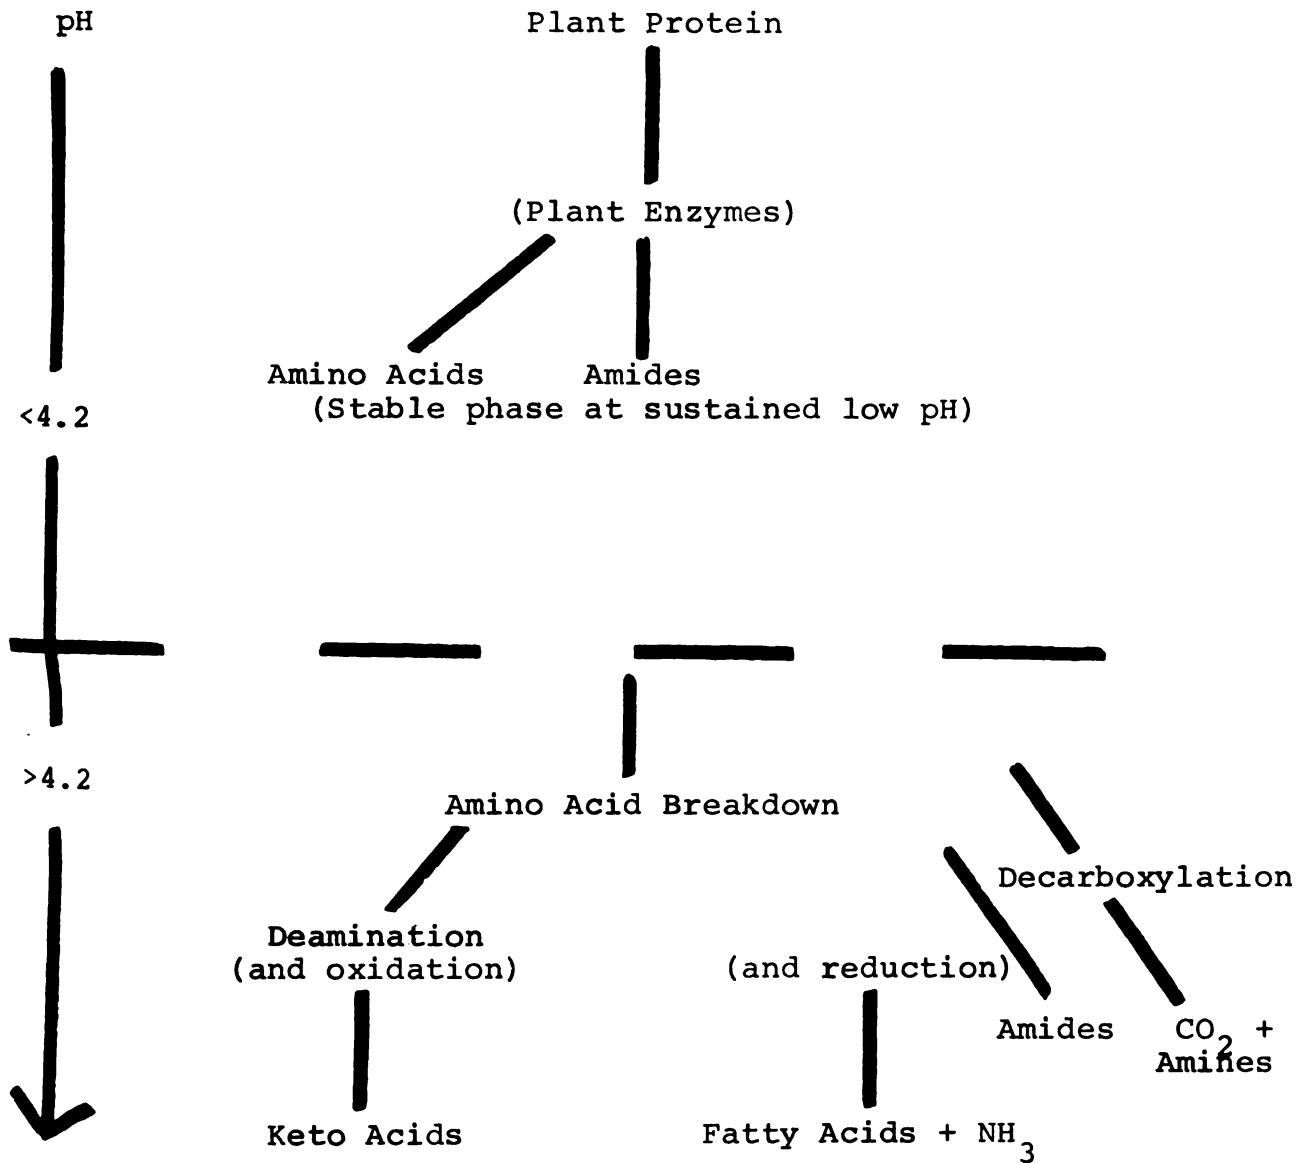 pH
Plant Protein
(Plant Enzymes)
Amino Acids
Amides
<4.2
(Stable phase at sustained low pH)
>4.2
Amino Acid Breakdown
Decarboxylation
Deamination
(and oxidation)
(and reduction)
Amides
CO2 +
Amines
Keto Acids
Fatty Acids + NH3